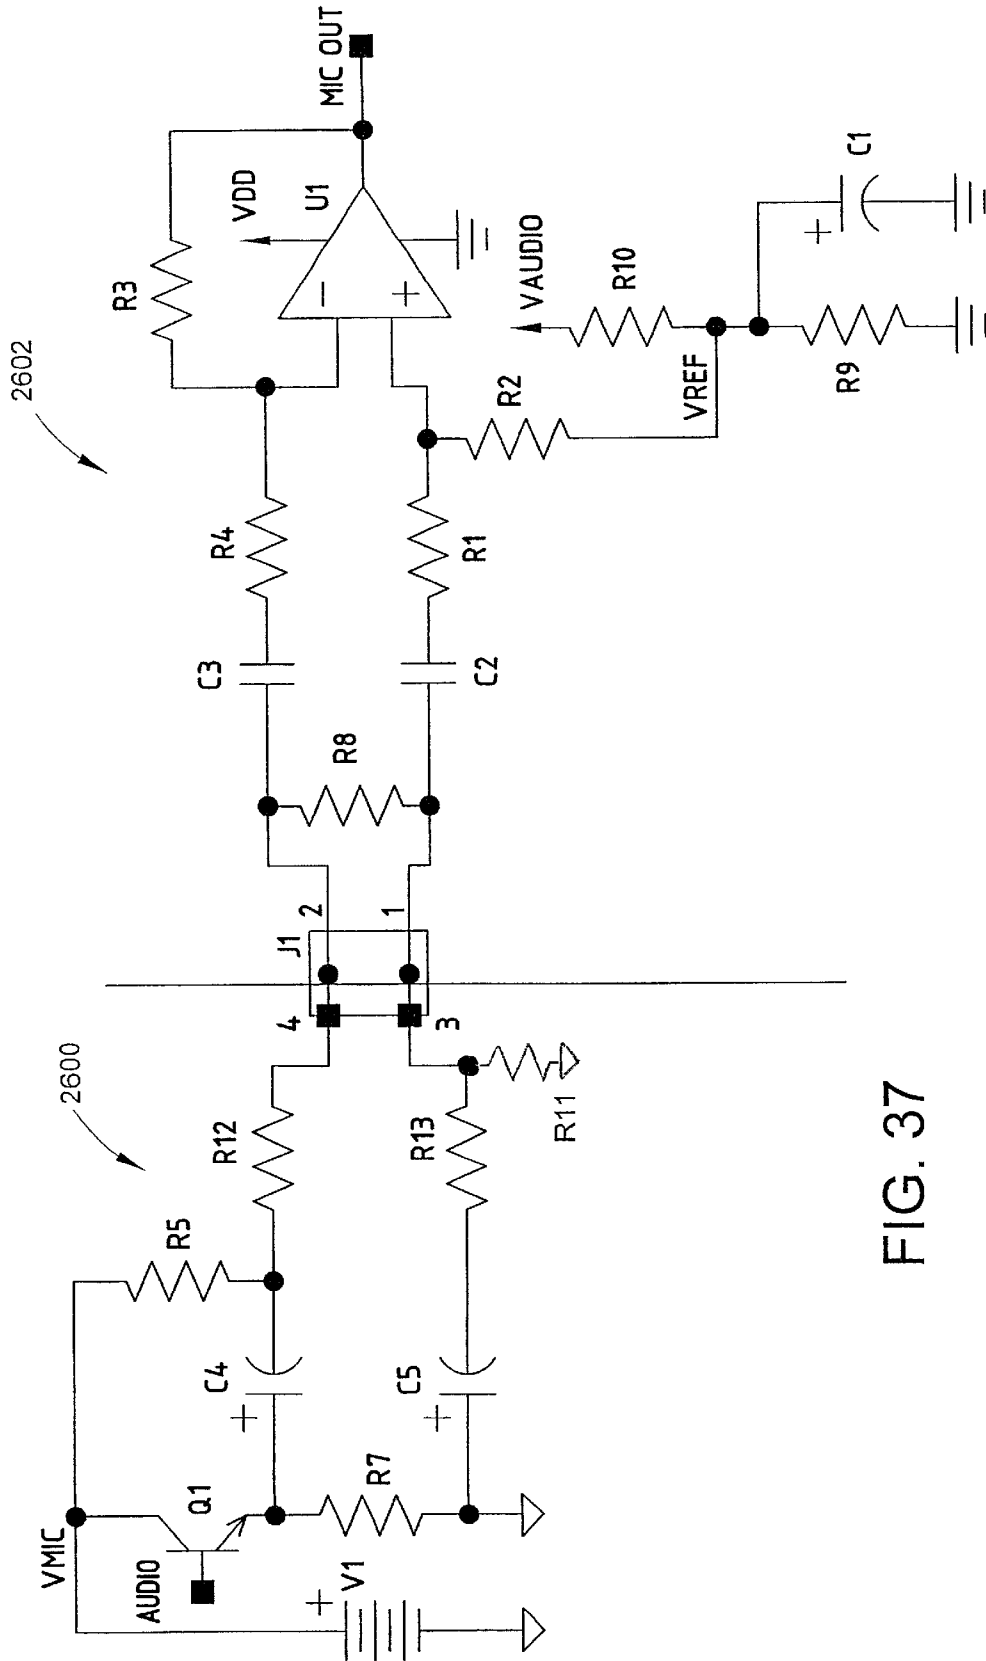 2602
2600
VMIC
AUDIO
Q1
V1
+
R5
C4
+
R7
C5
+
R12
R13
R11
4
3
J1
2
1
R8
C3
C2
R4
R1
R3
VDD
U1
-
+
MIC OUT
R2
VAUDIO
R10
VREF
R9
+
C1
FIG. 37